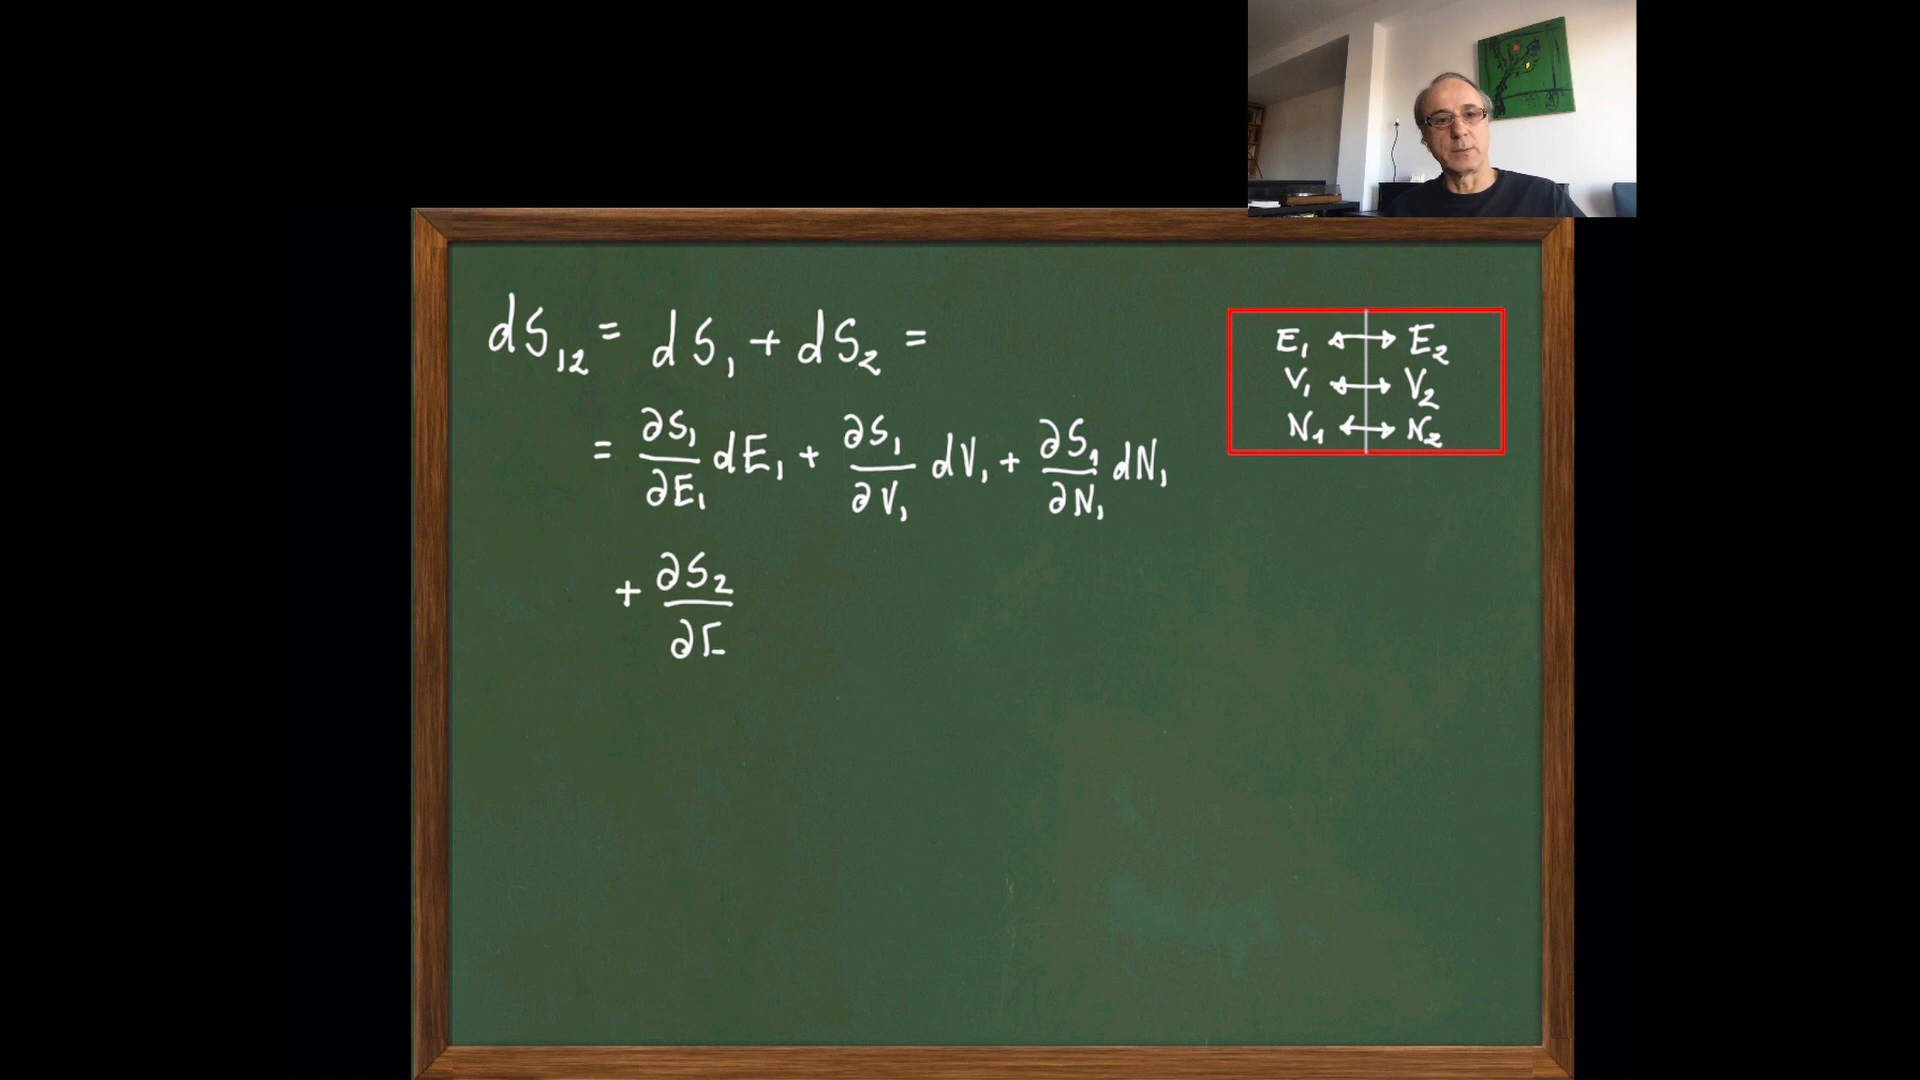 dS₁₂ = dS₁ + dS₂ =
= ∂S₁/∂E₁ dE₁ + ∂S₁/∂V₁ dV₁ + ∂S₁/∂N₁ dN₁
+ ∂S₂/∂E
E₁ ↔ E₂
V₁ ↔ V₂
N₁ ↔ N₂